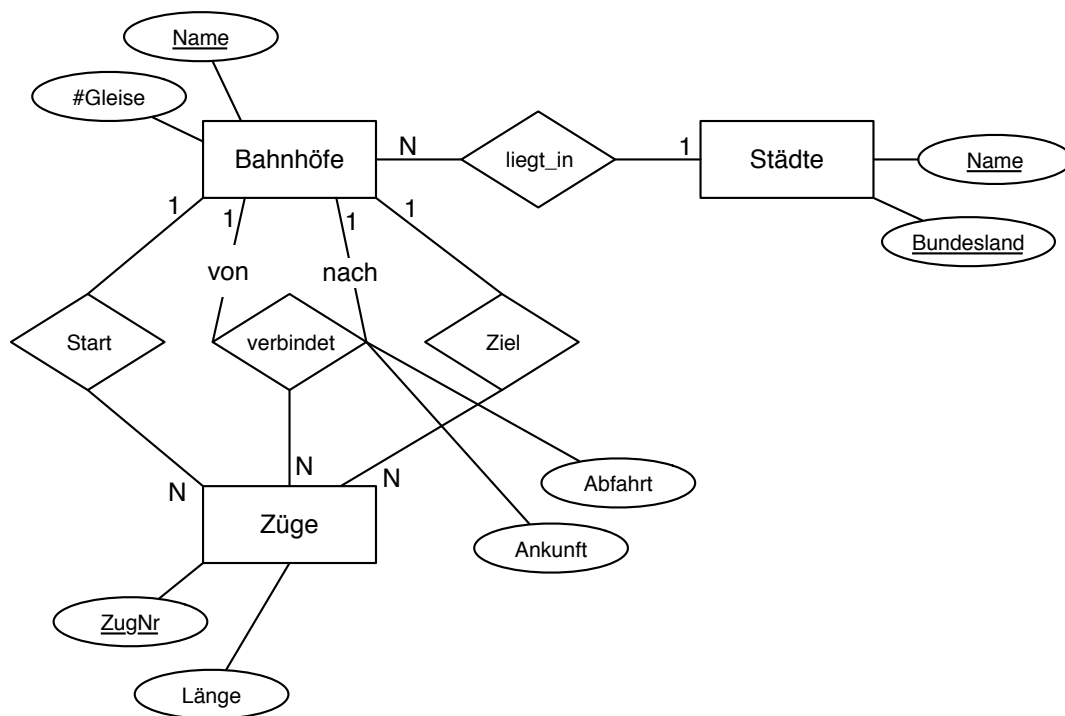 Name
#Gleise
Bahnhöfe
N
liegt_in
1
Städte
Name
Bundesland
1
1
1
1
von
nach
Start
verbindet
Ziel
N
N
N
Abfahrt
Züge
Ankunft
ZugNr
Länge